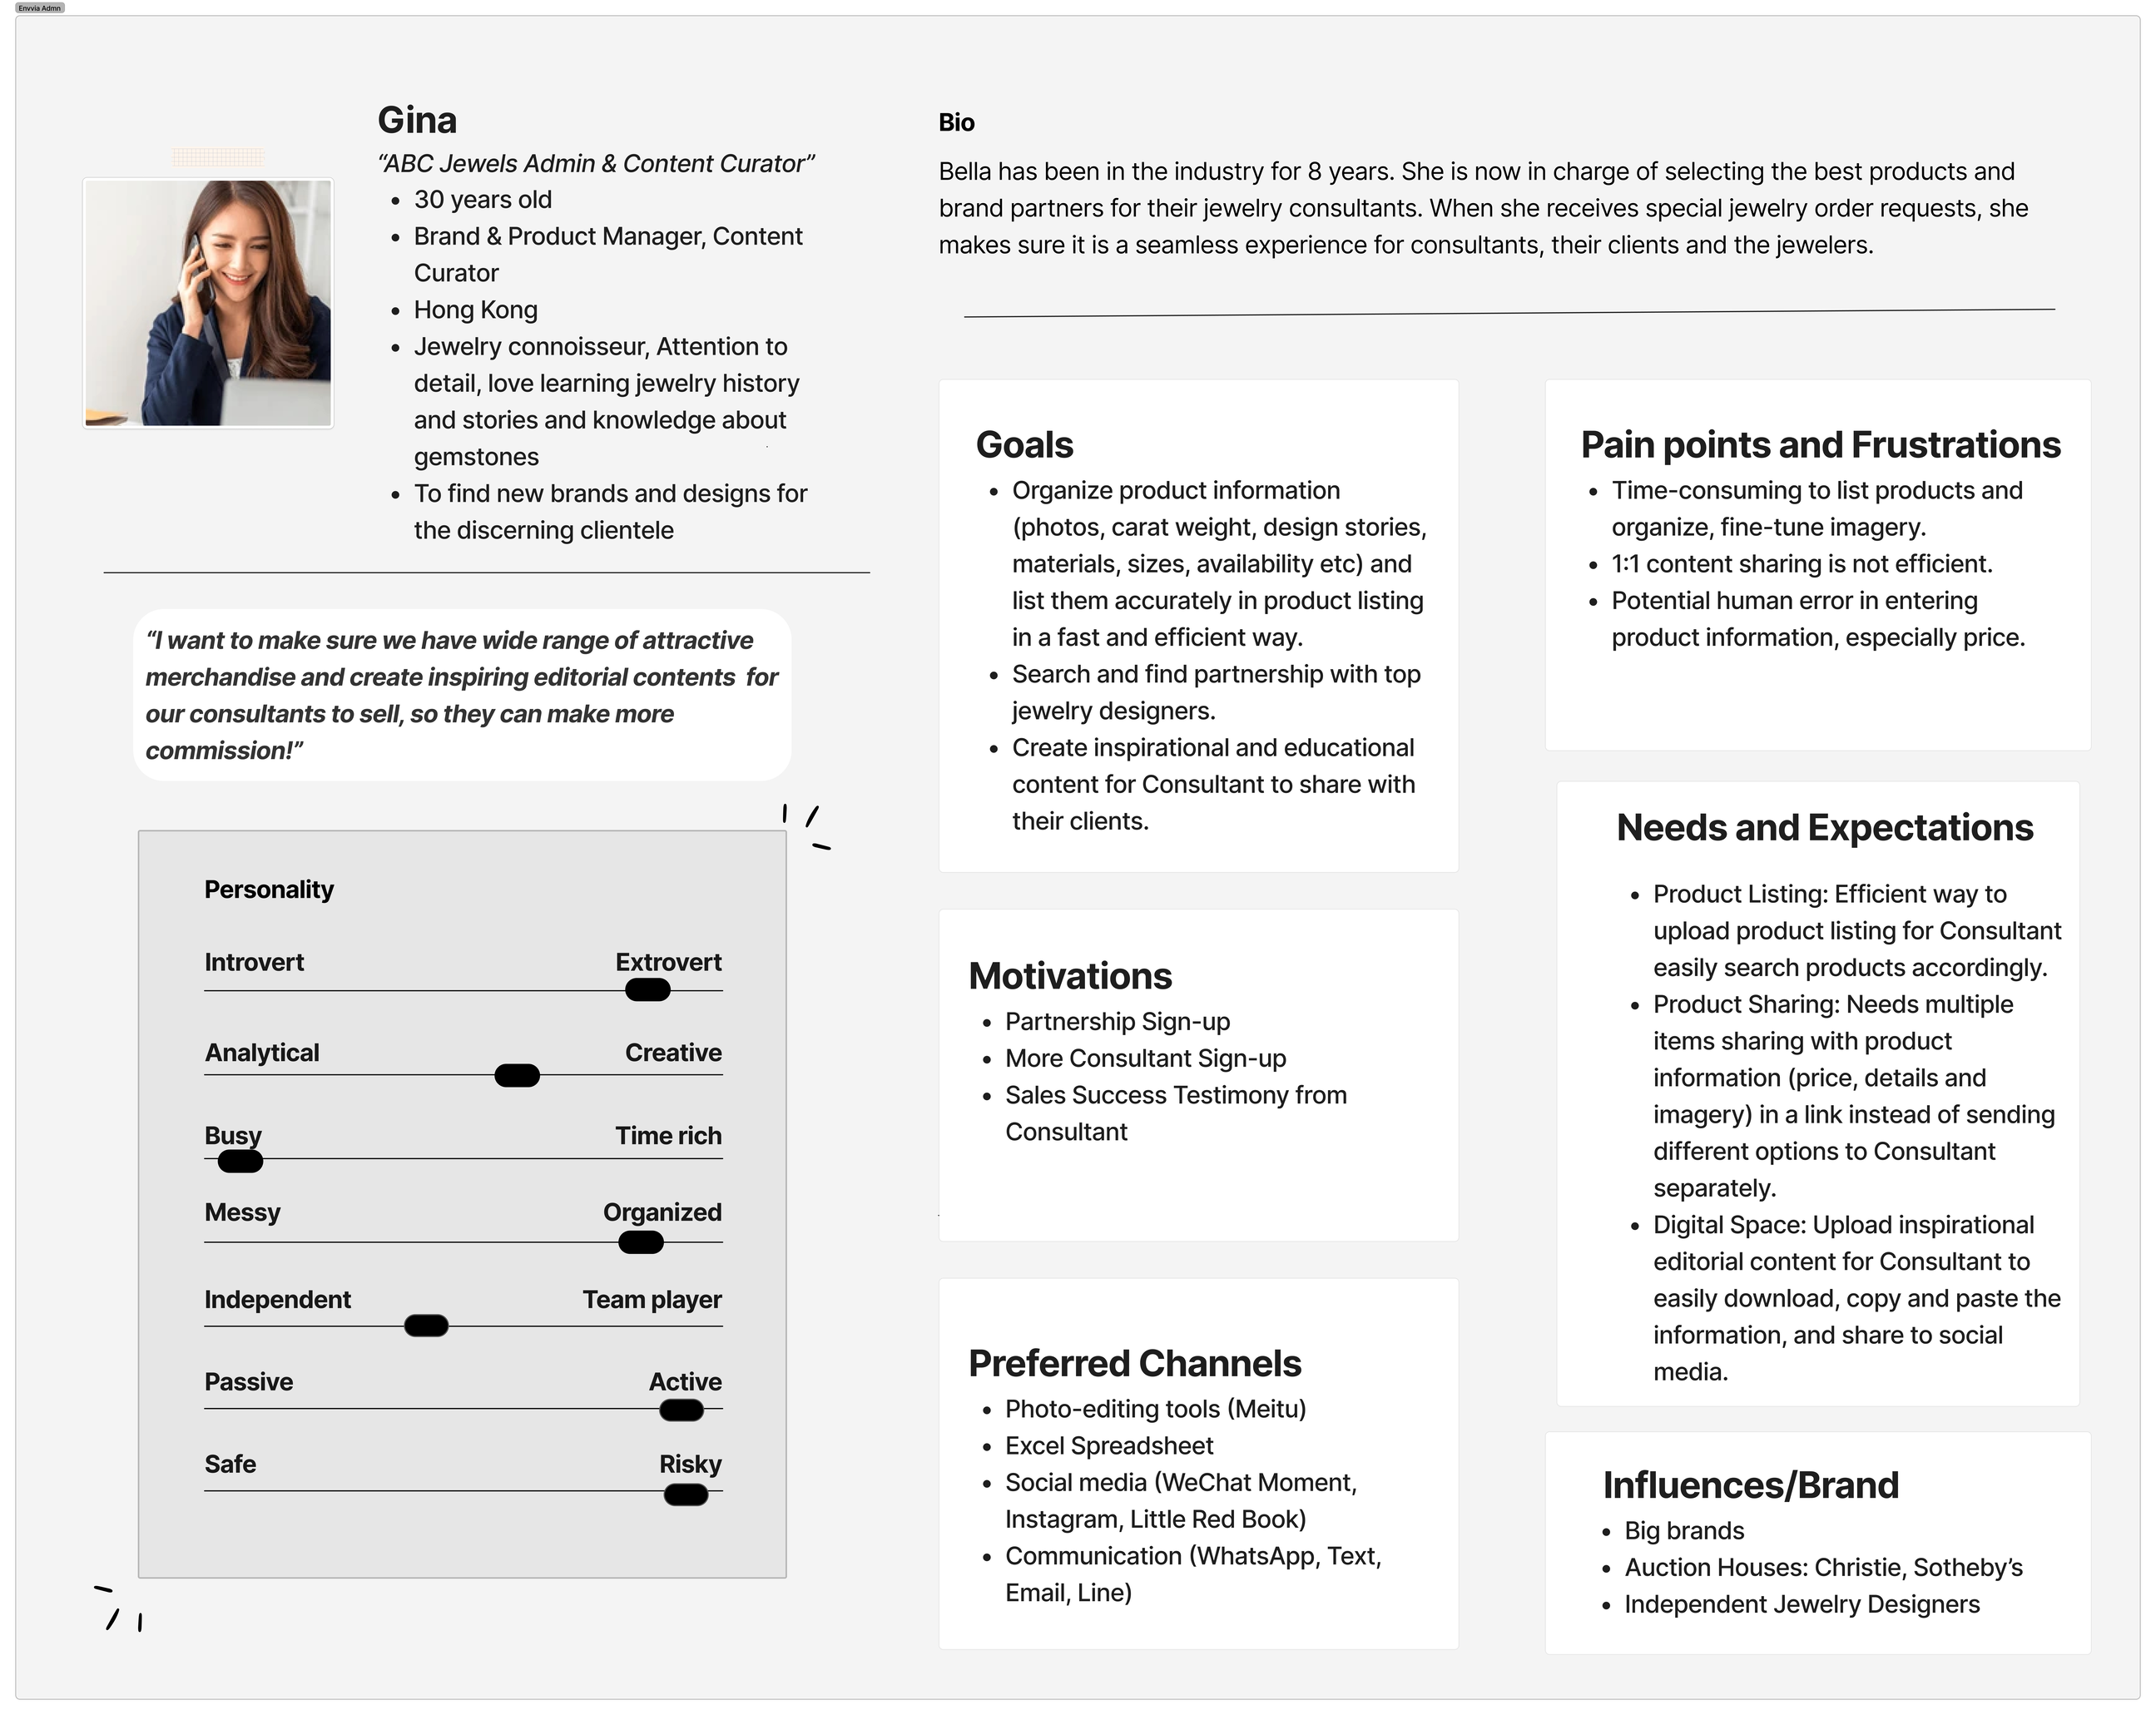 Envvia Admn
Gina
“ABC Jewels Admin & Content Curator”
• 30 years old
• Brand & Product Manager, Content
Curator
• Hong Kong
• Jewelry connoisseur, Attention to
detail, love learning jewelry history
and stories and knowledge about
gemstones
• To find new brands and designs for
the discerning clientele
“I want to make sure we have wide range of attractive
merchandise and create inspiring editorial contents  for
our consultants to sell, so they can make more
commission!”
Personality
Introvert Extrovert
Analytical Creative
Busy Time rich
Messy Organized
Independent Team player
Passive Active
Safe Risky
Bio
Bella has been in the industry for 8 years. She is now in charge of selecting the best products and
brand partners for their jewelry consultants. When she receives special jewelry order requests, she
makes sure it is a seamless experience for consultants, their clients and the jewelers.
Goals
• Organize product information
(photos, carat weight, design stories,
materials, sizes, availability etc) and
list them accurately in product listing
in a fast and efficient way.
• Search and find partnership with top
jewelry designers.
• Create inspirational and educational
content for Consultant to share with
their clients.
Motivations
• Partnership Sign-up
• More Consultant Sign-up
• Sales Success Testimony from
Consultant
Preferred Channels
• Photo-editing tools (Meitu)
• Excel Spreadsheet
• Social media (WeChat Moment,
Instagram, Little Red Book)
• Communication (WhatsApp, Text,
Email, Line)
Pain points and Frustrations
• Time-consuming to list products and
organize, fine-tune imagery.
• 1:1 content sharing is not efficient.
• Potential human error in entering
product information, especially price.
Needs and Expectations
• Product Listing: Efficient way to
upload product listing for Consultant
easily search products accordingly.
• Product Sharing: Needs multiple
items sharing with product
information (price, details and
imagery) in a link instead of sending
different options to Consultant
separately.
• Digital Space: Upload inspirational
editorial content for Consultant to
easily download, copy and paste the
information, and share to social
media.
Influences/Brand
• Big brands
• Auction Houses: Christie, Sotheby’s
• Independent Jewelry Designers